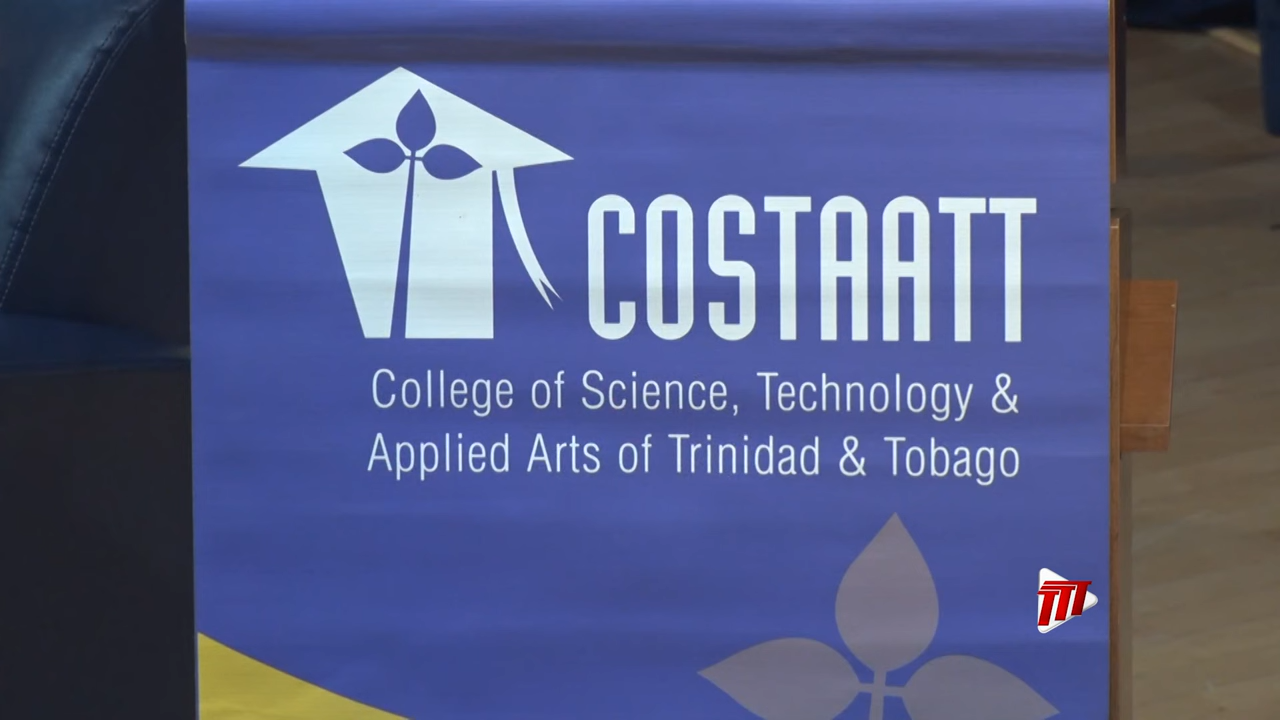 COSTAATT
College of Science, Technology &
Applied Arts of Trinidad & Tobago
TTT